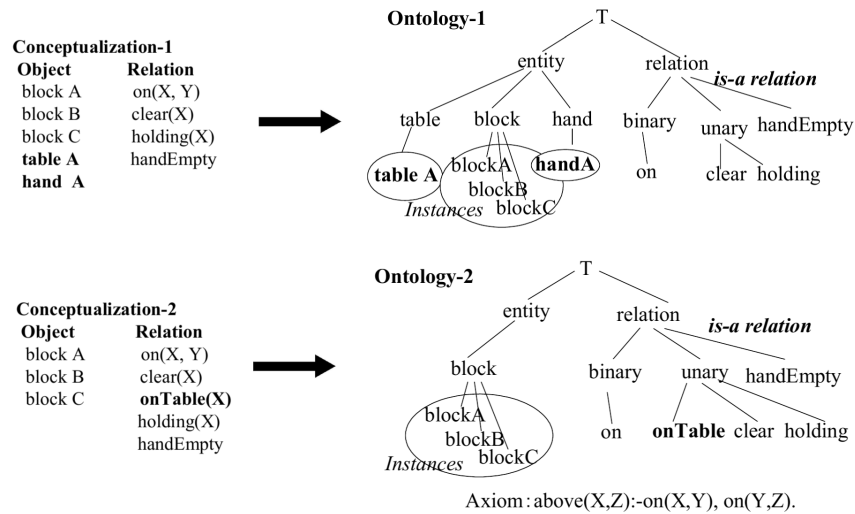 Conceptualization-1
Object Relation
block A on(X, Y)
block B clear(X)
block C holding(X)
table A handEmpty
hand A
Ontology-1
T
entity relation
is-a relation
table block hand binary unary handEmpty
table A blockA handA on clear holding
blockB
Instances blockC
Conceptualization-2
Object Relation
block A on(X, Y)
block B clear(X)
block C onTable(X)
holding(X)
handEmpty
Ontology-2
T
entity relation
is-a relation
block binary unary handEmpty
blockA on onTable clear holding
blockB
Instances blockC
Axiom:above(X,Z):-on(X,Y), on(Y,Z).